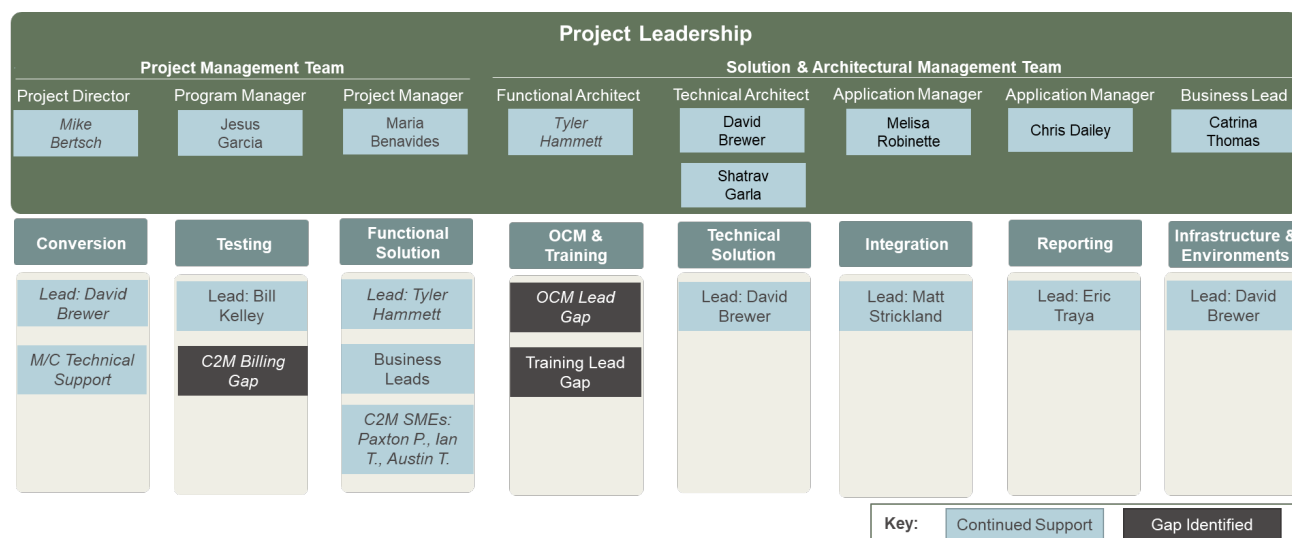 Project Leadership
Project Management Team
Solution & Architectural Management Team
Project Director
Program Manager
Project Manager
Functional Architect
Technical Architect
Application Manager
Application Manager
Business Lead
Mike
Bertsch
Jesus
Garcia
Maria
Benavides
Tyler
Hammett
David
Brewer
Melisa
Robinette
Chris Dailey
Catrina
Thomas
Shatrav
Garla
Conversion
Testing
Functional
Solution
OCM &
Training
Technical
Solution
Integration
Reporting
Infrastructure &
Environments
Lead: David
Brewer
M/C Technical
Support
Lead: Bill
Kelley
C2M Billing
Gap
Lead: Tyler
Hammett
Business
Leads
C2M SMEs:
Paxton P., Ian
T., Austin T.
OCM Lead
Gap
Training Lead
Gap
Lead: David
Brewer
Lead: Matt
Strickland
Lead: Eric
Traya
Lead: David
Brewer
Key:
Continued Support
Gap Identified